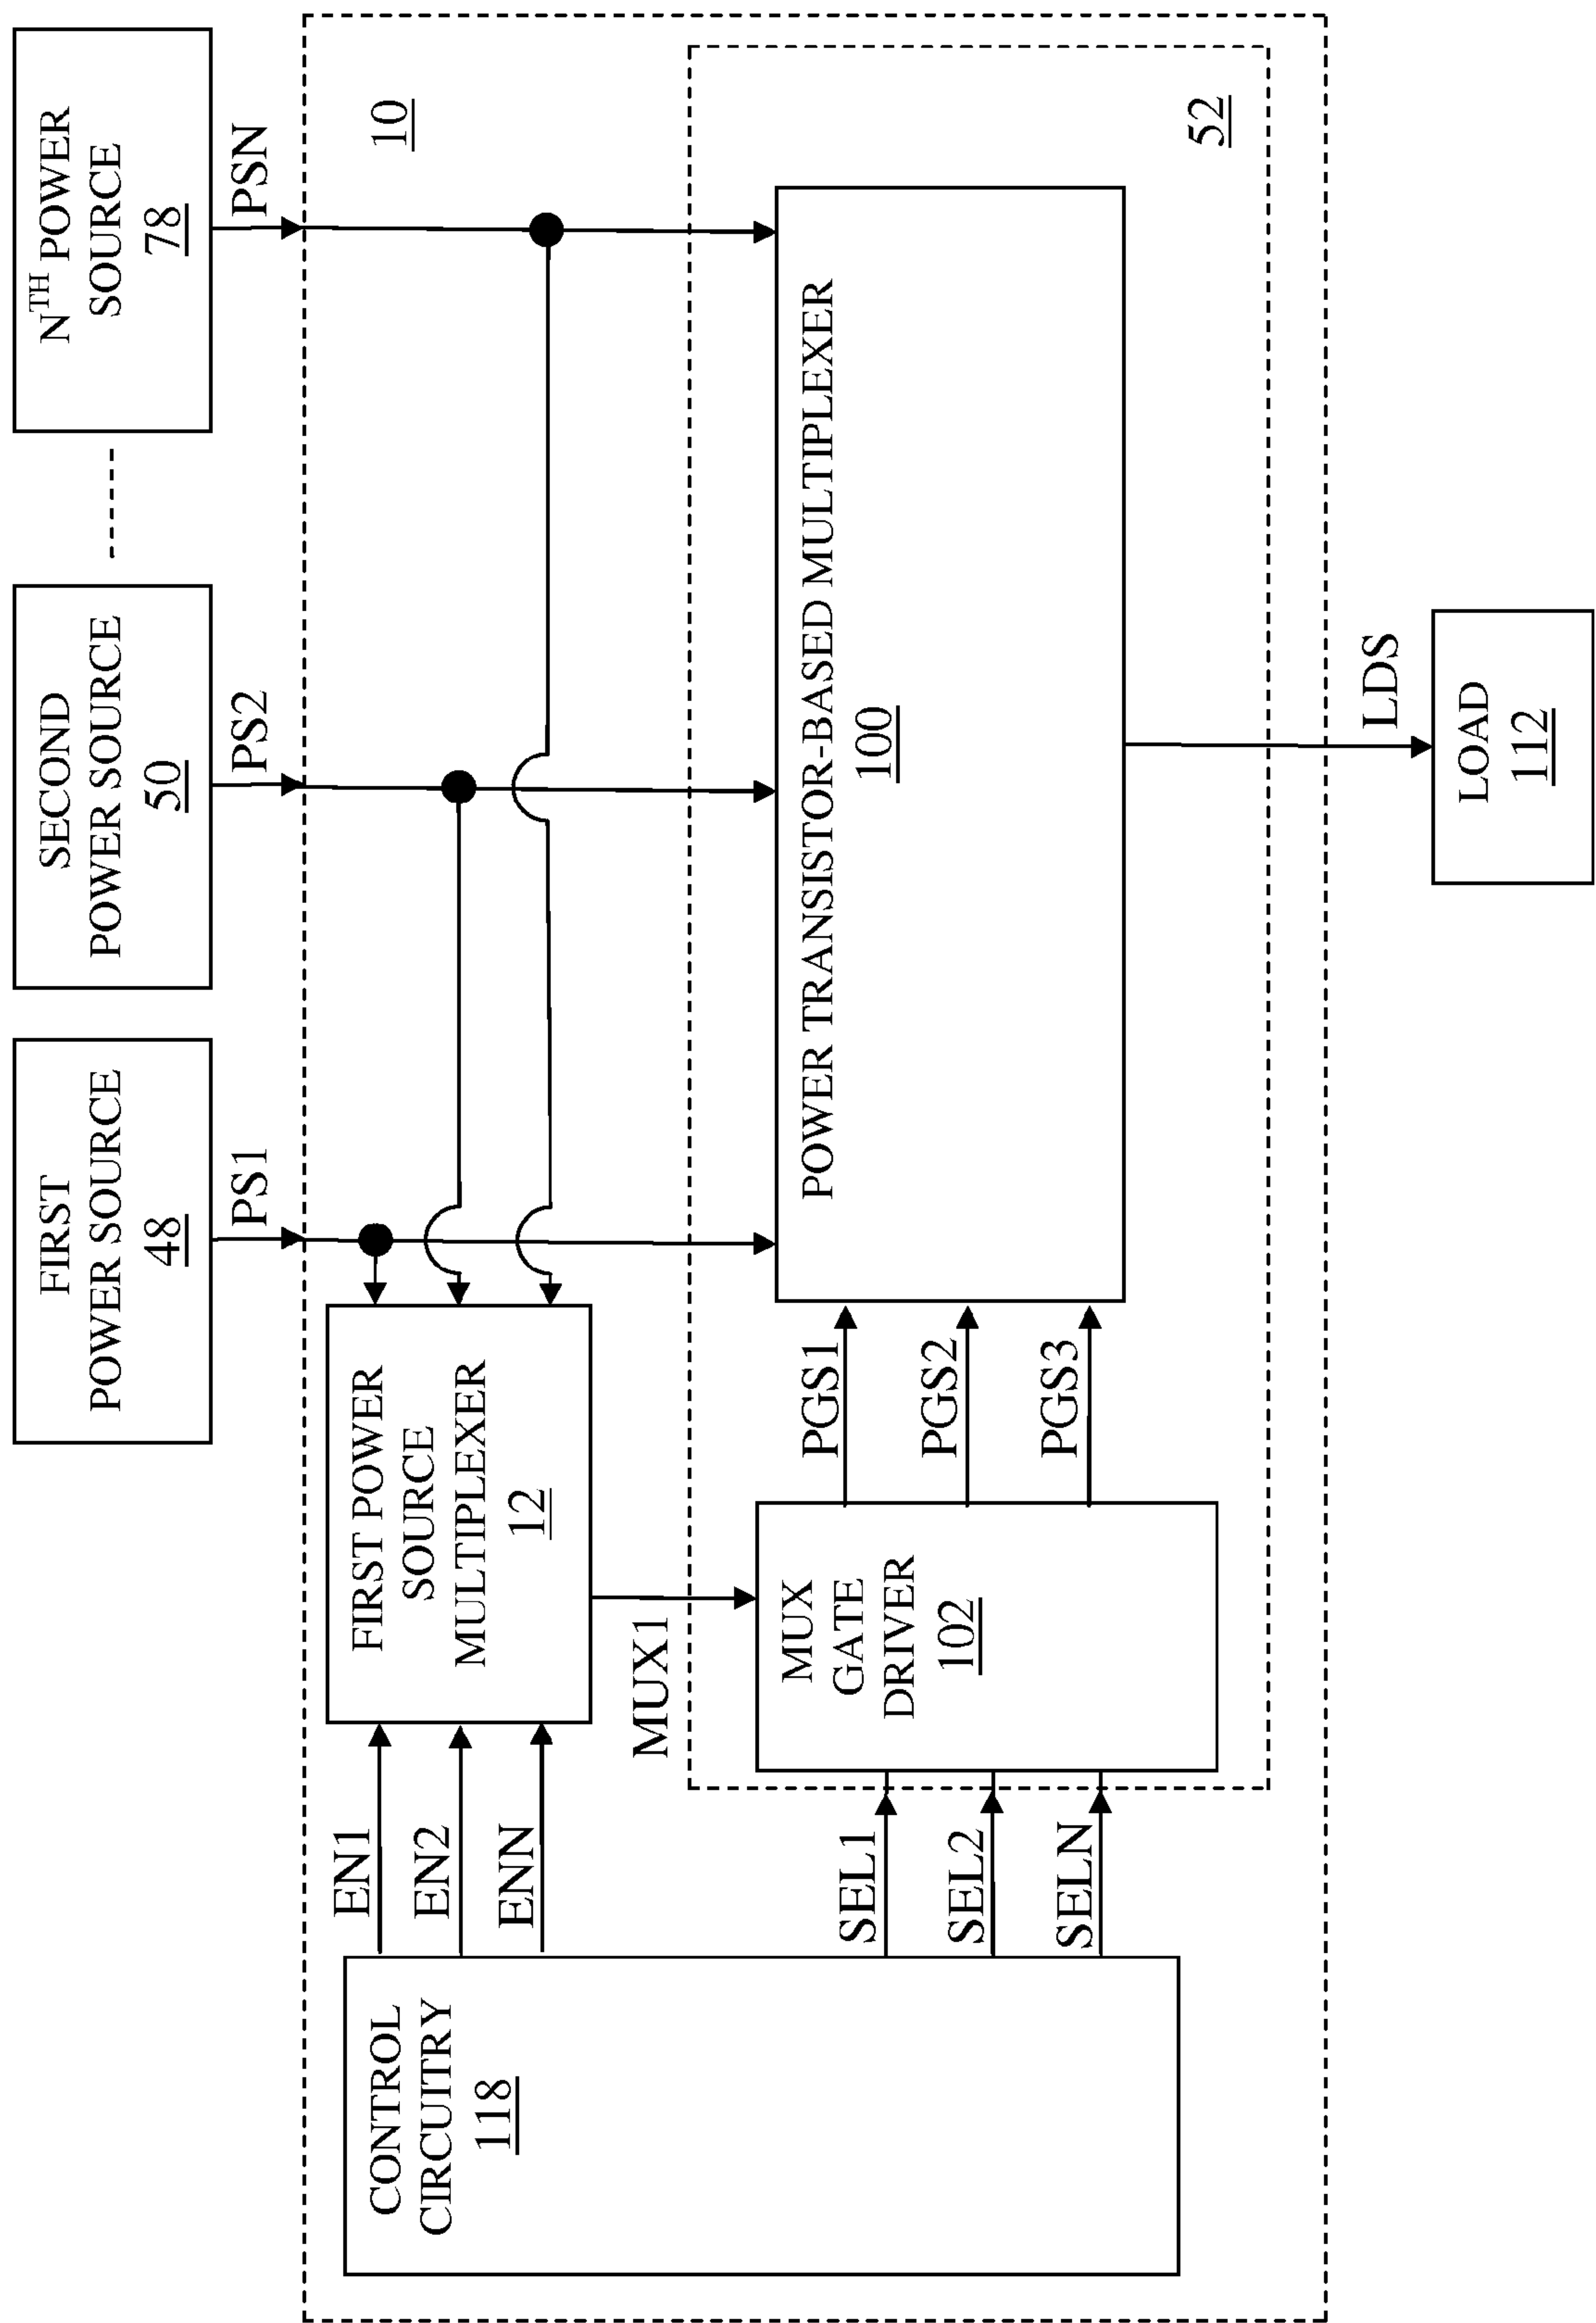 FIRST
POWER SOURCE
48
SECOND
POWER SOURCE
50
N^TH POWER
SOURCE
78
PS1
PS2
PSN
10
EN1
EN2
ENN
FIRST POWER
SOURCE
MULTIPLEXER
12
CONTROL
CIRCUITRY
118
MUX1
SEL1
SEL2
SELN
MUX
GATE
DRIVER
102
PGS1
PGS2
PGS3
POWER TRANSISTOR-BASED MULTIPLEXER
100
52
LDS
LOAD
112